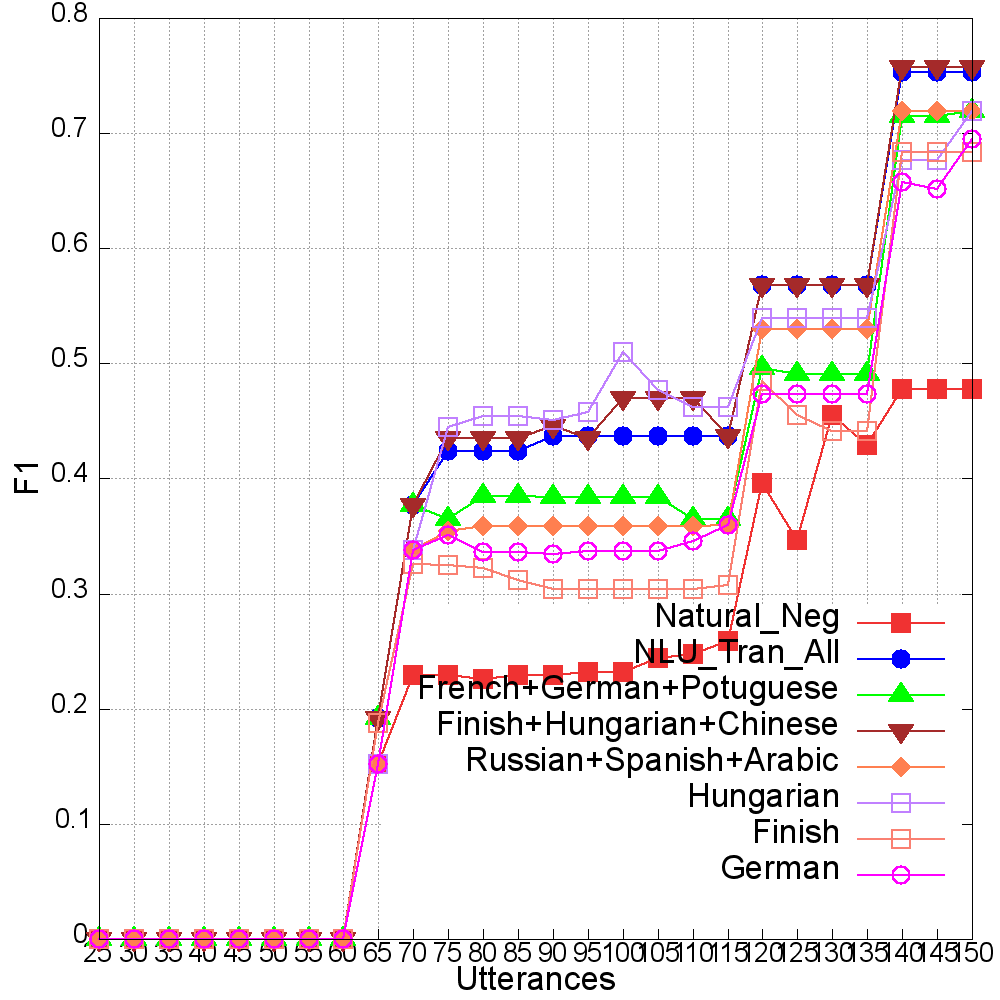 0.8
0.7
0.6
0.5
0.4
0.3
0.2
0.1
0
F1
Natural_Neg
NLU_Tran_All
French+German+Potuguese
Finish+Hungarian+Chinese
Russian+Spanish+Arabic
Hungarian
Finish
German
25 30 35 40 45 50 55 60 65 70 75 80 85 90 95 100 105 110 115 120 125 130 135 140 145 150
Utterances